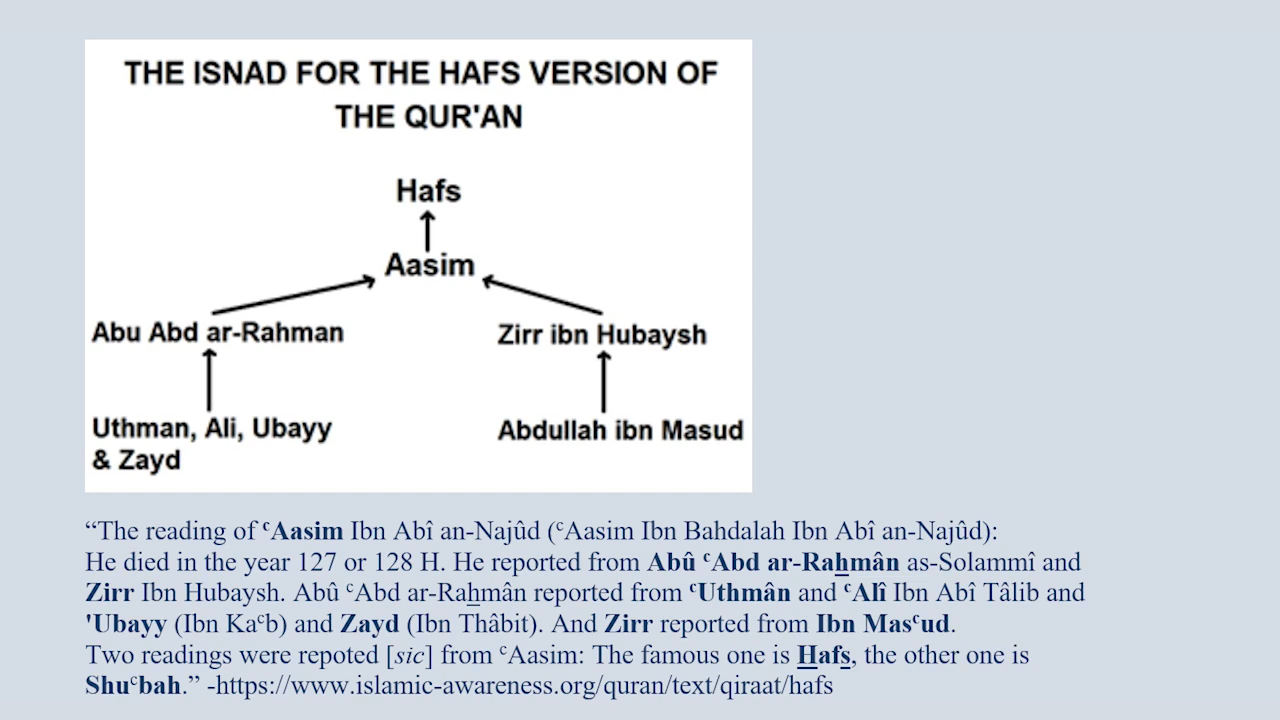 THE ISNAD FOR THE HAFS VERSION OF
THE QUR'AN
Hafs
Aasim
Abu Abd ar-Rahman
Zirr ibn Hubaysh
Uthman, Ali, Ubayy
& Zayd
Abdullah ibn Masud
“The reading of ᶜAasim Ibn Abî an-Najûd (ᶜAasim Ibn Bahdalah Ibn Abî an-Najûd):
He died in the year 127 or 128 H. He reported from Abû ᶜAbd ar-Rahmân as-Solammî and
Zirr Ibn Hubaysh. Abû ᶜAbd ar-Rahmân reported from ᶜUthmân and ᶜAlî Ibn Abî Tâlib and
'Ubayy (Ibn Kaᶜb) and Zayd (Ibn Thâbit). And Zirr reported from Ibn Masᶜud.
Two readings were repoted [sic] from ᶜAasim: The famous one is Hafs, the other one is
Shuᶜbah.” -https://www.islamic-awareness.org/quran/text/qiraat/hafs